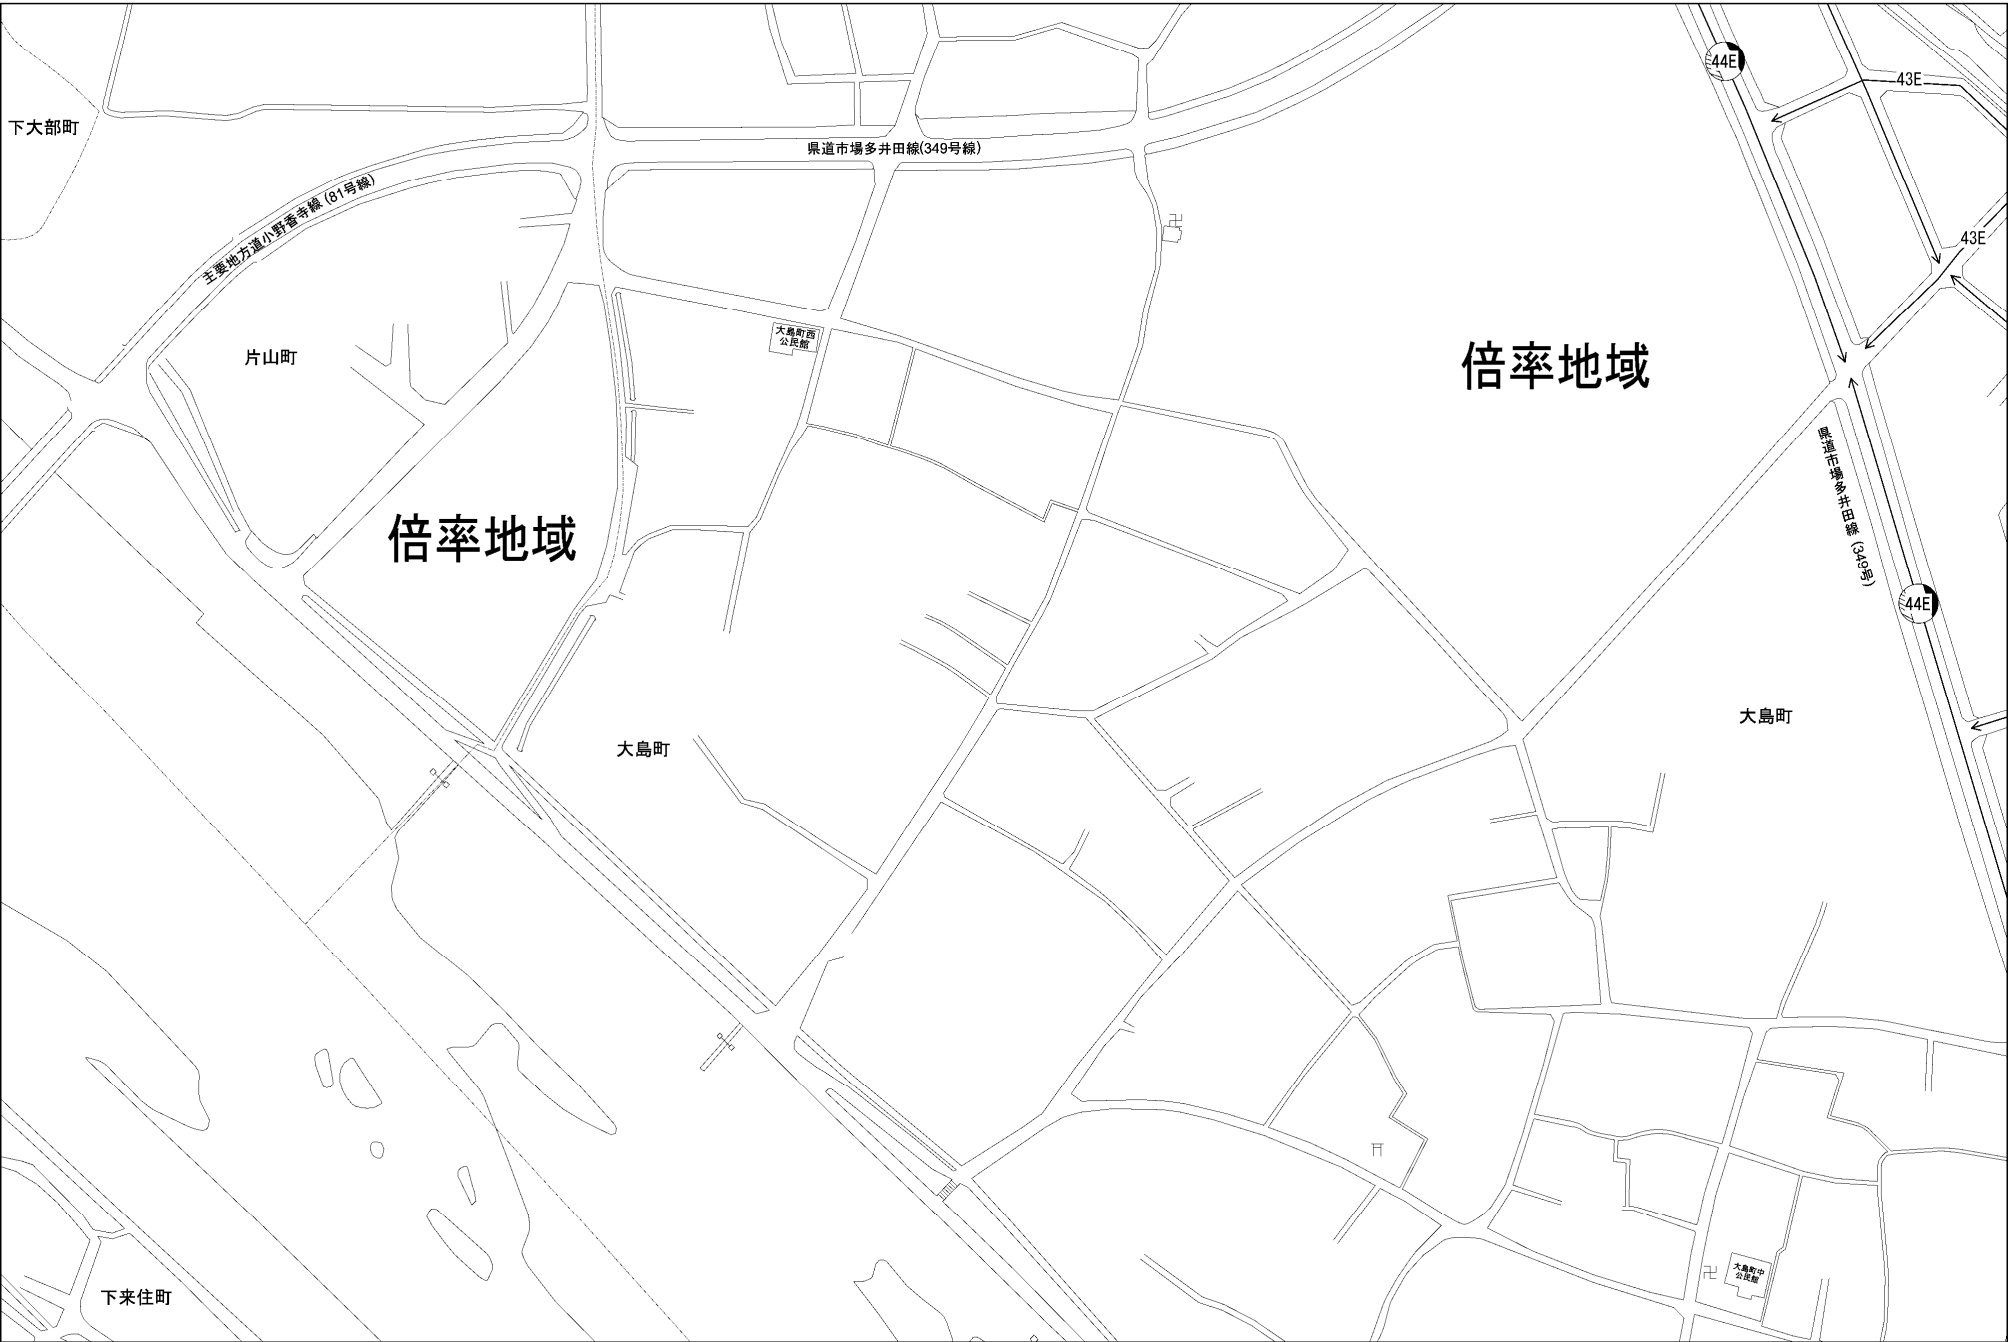 44E
43E
下大部町
県道市場多井田線(349号線)
主要地方道小野香寺線(81号線)
43E
大島町西
公民館
片山町
倍率地域
県道市場多井田線(349号)
倍率地域
44E
大島町
大島町
大島町中
公民館
下来住町